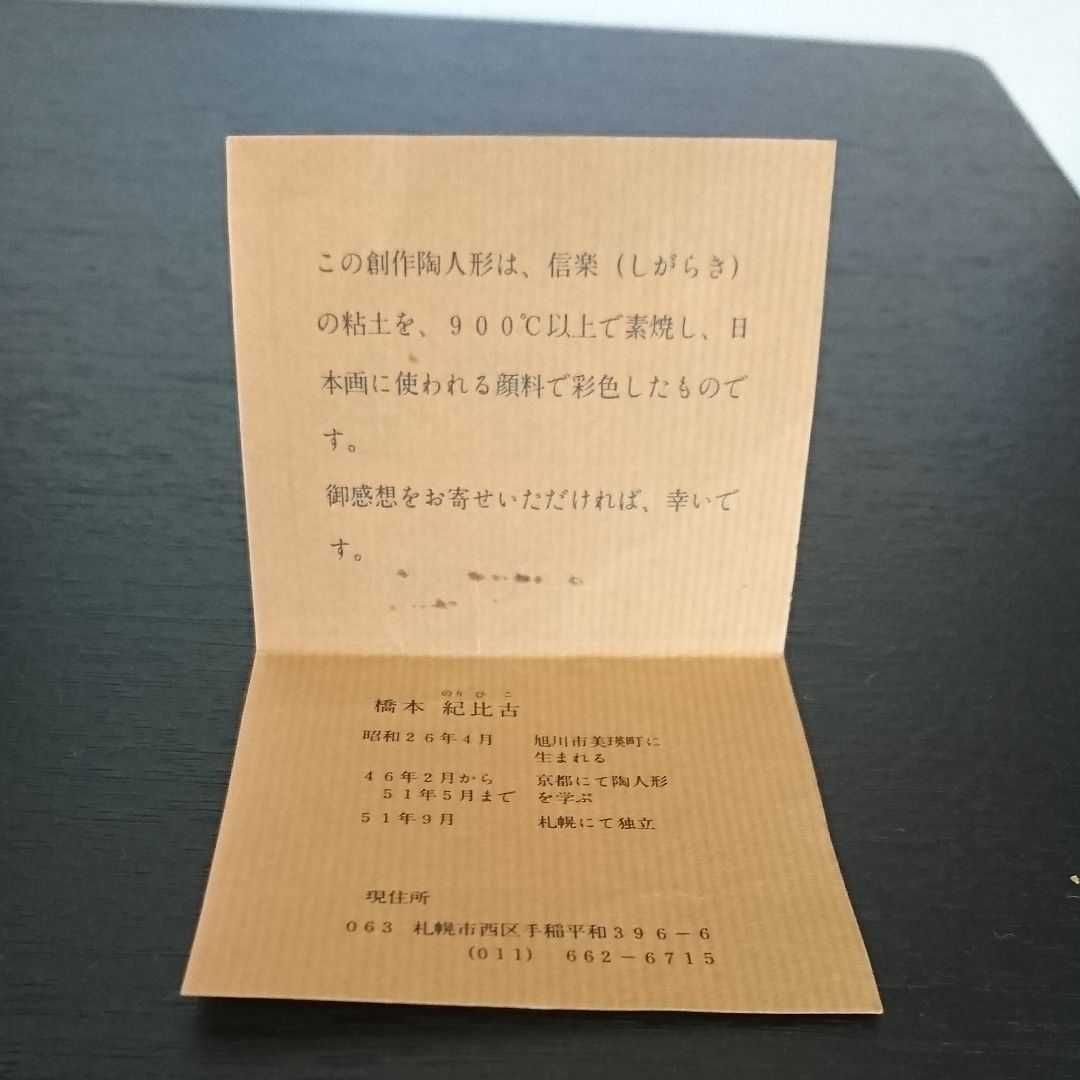 この創作陶人形は、信楽（しがらき）
の粘土を、９００℃以上で素焼し、日
本画に使われる顔料で彩色したもので
す。
御感想をお寄せいただければ、幸いで
す。
のりひこ
橋本 紀比古
昭和２６年４月　旭川市美瑛町に
生まれる
４６年２月から　京都にて陶人形
５１年５月まで　を学ぶ
５１年９月　札幌にて独立
現住所
０６３　札幌市西区手稲平和３９６－６
（０１１）　６６２－６７１５